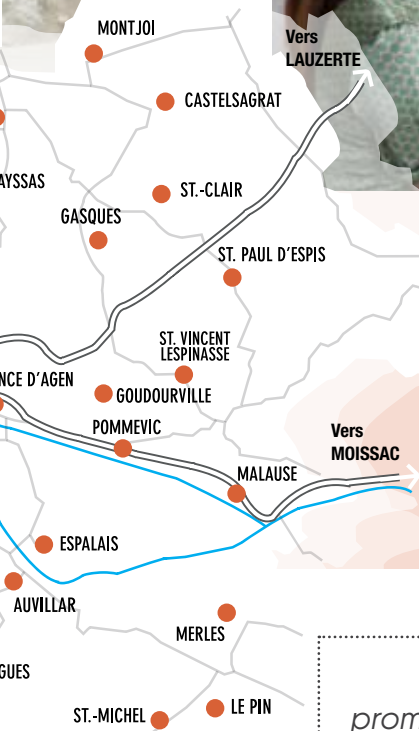 MONTJOI
Vers
LAUZERTE
CASTELSAGRAT
AYSSAS
ST.-CLAIR
GASQUES
ST. PAUL D'ESPIS
ST. VINCENT
LESPINASSE
NCE D'AGEN
GOUDOURVILLE
POMMEVIC
Vers
MOISSAC
MALAUSE
ESPALAIS
AUVILLAR
MERLES
GUES
ST.-MICHEL
LE PIN
prom